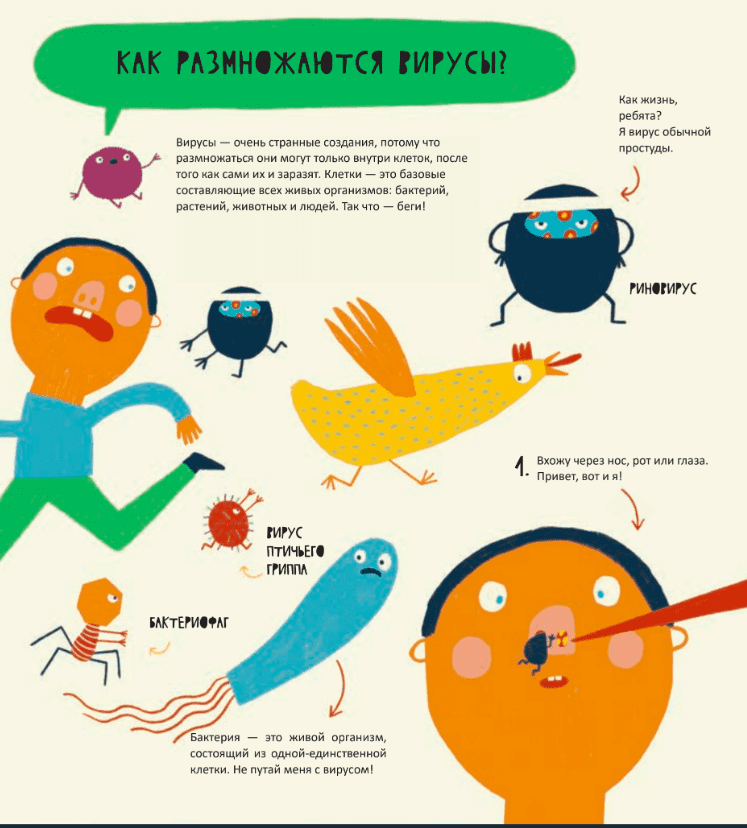 КАК РАЗМНОЖАЮТСЯ ВИРУСЫ?
Вирусы — очень странные создания, потому что
размножаться они могут только внутри клеток, после
того как сами их и заразят. Клетки — это базовые
составляющие всех живых организмов: бактерий,
растений, животных и людей. Так что — беги!
Как жизнь,
ребята?
Я вирус обычной
простуды.
РИНОВИРУС
1. Вхожу через нос, рот или глаза.
Привет, вот и я!
ВИРУС
ПТИЧЬЕГО
ГРИППА
БАКТЕРИОФАГ
Бактерия — это живой организм,
состоящий из одной-единственной
клетки. Не путай меня с вирусом!